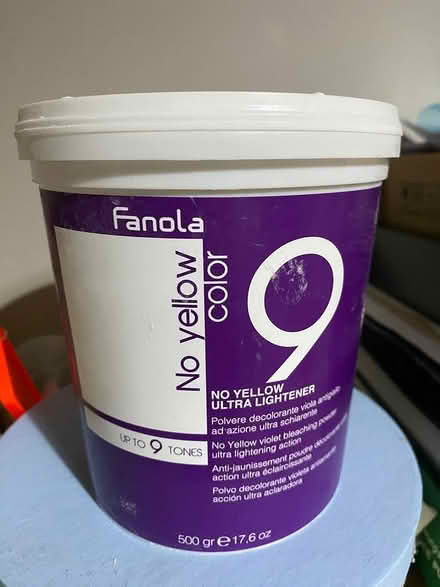 Fanola
No yellow
color
9
NO YELLOW
ULTRA LIGHTENER
Polvere decolorante viola antigiallo
ad azione ultra schiarente
No Yellow violet bleaching powder
ultra lightening action
Anti-jaunissement poudre décolorante
action ultra éclaircissante
Polvo decolorante violeta antiamarillo
acción ultra aclaradora
UP TO 9 TONES
500 gr e 17,6 oz